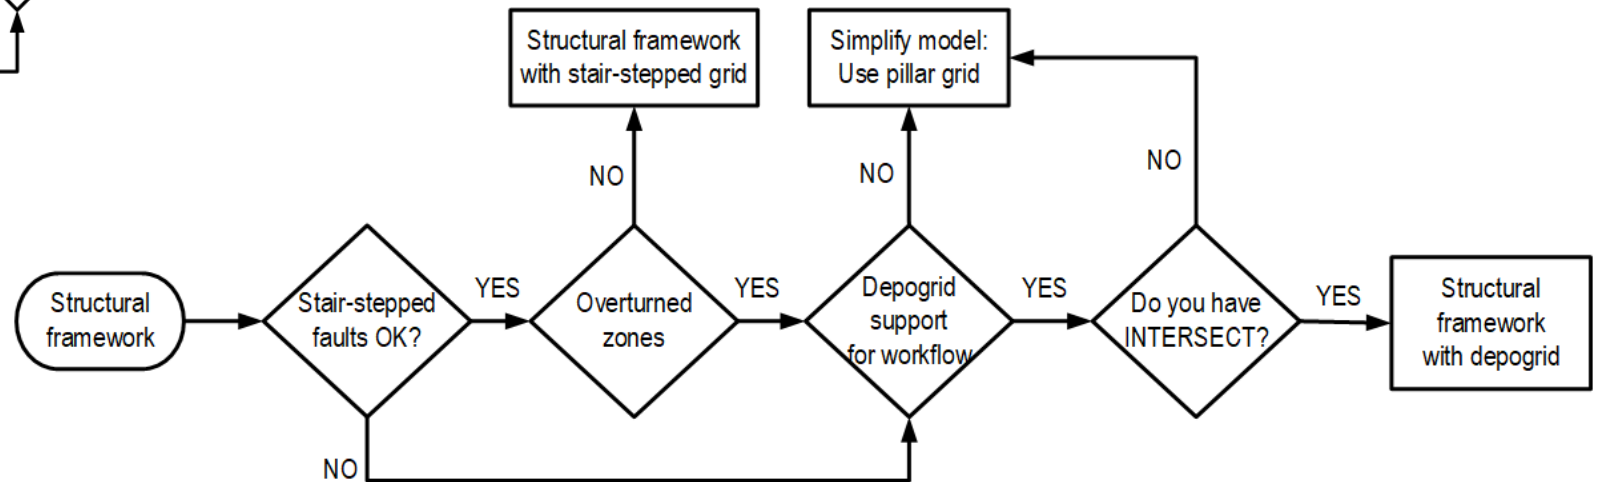 Structural framework
with stair-stepped grid
Simplify model:
Use pillar grid
NO
NO
NO
Structural
framework
Stair-stepped
faults OK?
YES
Overturned
zones
YES
Depogrid
support
for workflow
YES
Do you have
INTERSECT?
YES
Structural
framework
with depogrid
NO